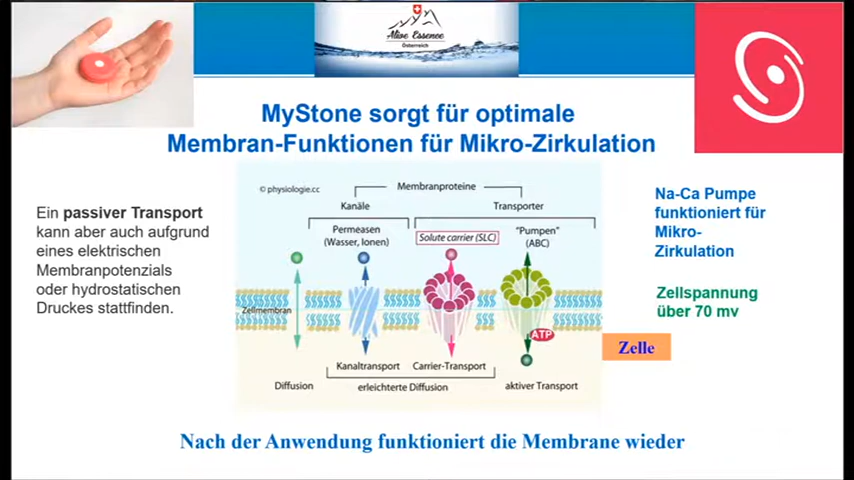 Alive Essence
Österreich
MyStone sorgt für optimale
Membran-Funktionen für Mikro-Zirkulation
Ein passiver Transport
kann aber auch aufgrund
eines elektrischen
Membranpotenzials
oder hydrostatischen
Druckes stattfinden.
© physiologie.cc
Membranproteine
Kanäle
Transporter
Permeasen
(Wasser, Ionen)
Solute carrier (SLC)
"Pumpen"
(ABC)
Zellmembran
ATP
Kanaltransport
Carrier-Transport
Diffusion
erleichterte Diffusion
aktiver Transport
Na-Ca Pumpe
funktioniert für
Mikro-
Zirkulation
Zellspannung
über 70 mv
Zelle
Nach der Anwendung funktioniert die Membrane wieder